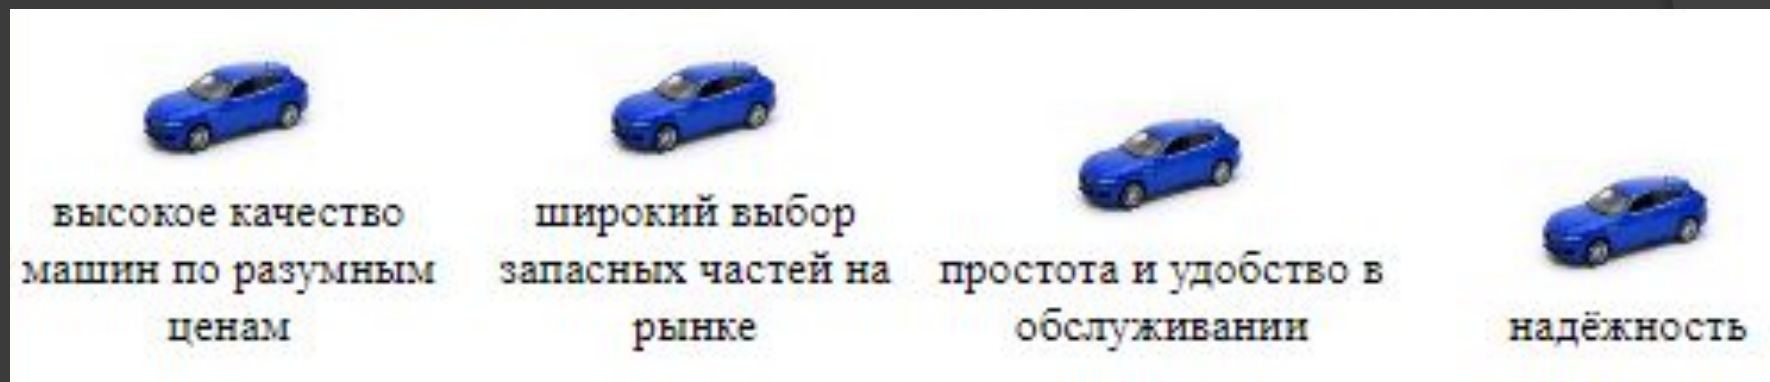 высокое качество
машин по разумным
ценам
широкий выбор
запасных частей на
рынке
простота и удобство в
обслуживании
надёжность